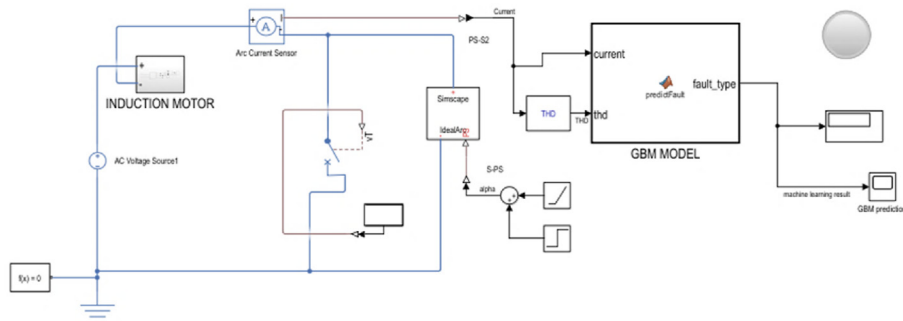 Current
PS-S2
Arc Current Sensor
INDUCTION MOTOR
AC Voltage Source1
f(x) = 0
vT
Simscape
IdealArc
S-PS
alpha
THD
THD
current
thd
predictFault
fault_type
GBM MODEL
machine learning result
GBM prediction